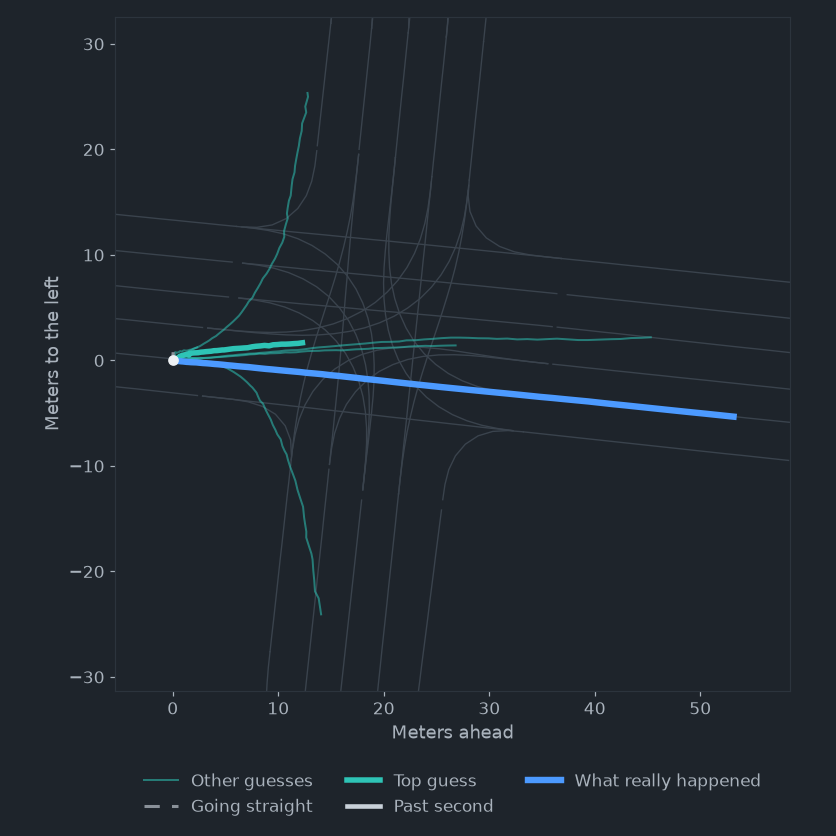 30
20
10
0
−10
−20
−30
Meters to the left
0 10 20 30 40 50
Meters ahead
Other guesses Top guess What really happened
Going straight Past second